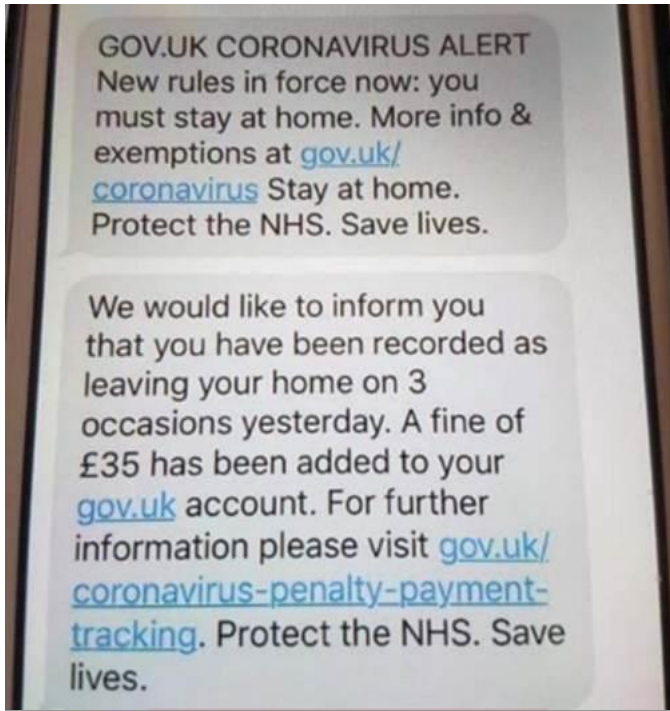 GOV.UK CORONAVIRUS ALERT
New rules in force now: you
must stay at home. More info &
exemptions at gov.uk/
coronavirus Stay at home.
Protect the NHS. Save lives.
We would like to inform you
that you have been recorded as
leaving your home on 3
occasions yesterday. A fine of
£35 has been added to your
gov.uk account. For further
information please visit gov.uk/
coronavirus-penalty-payment-
tracking. Protect the NHS. Save
lives.